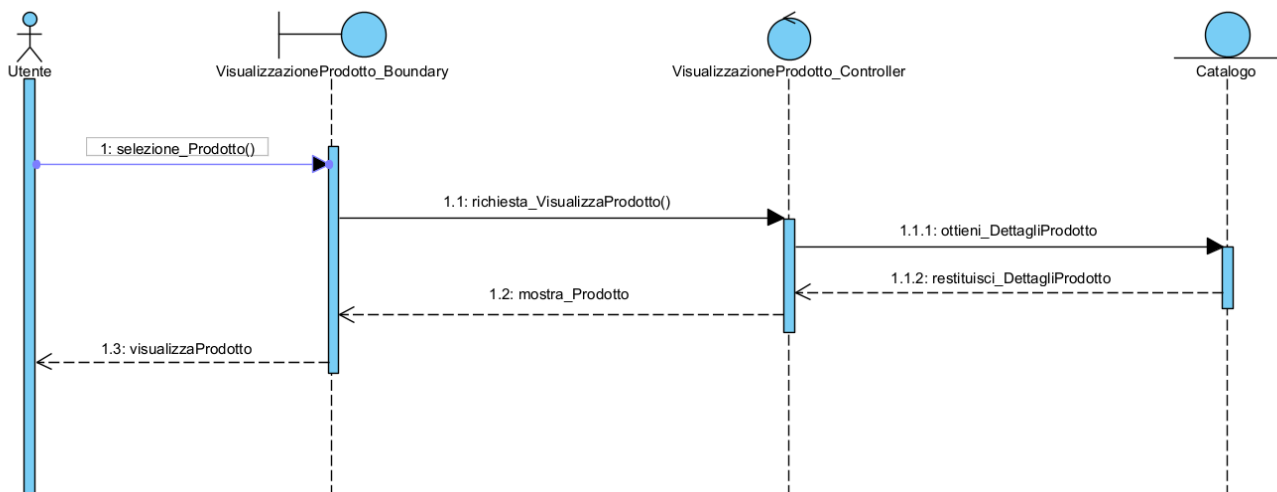 Utente
VisualizzazioneProdotto_Boundary
VisualizzazioneProdotto_Controller
Catalogo
1: selezione_Prodotto()
1.1: richiesta_VisualizzaProdotto()
1.1.1: ottieni_DettagliProdotto
1.1.2: restituisci_DettagliProdotto
1.2: mostra_Prodotto
1.3: visualizzaProdotto